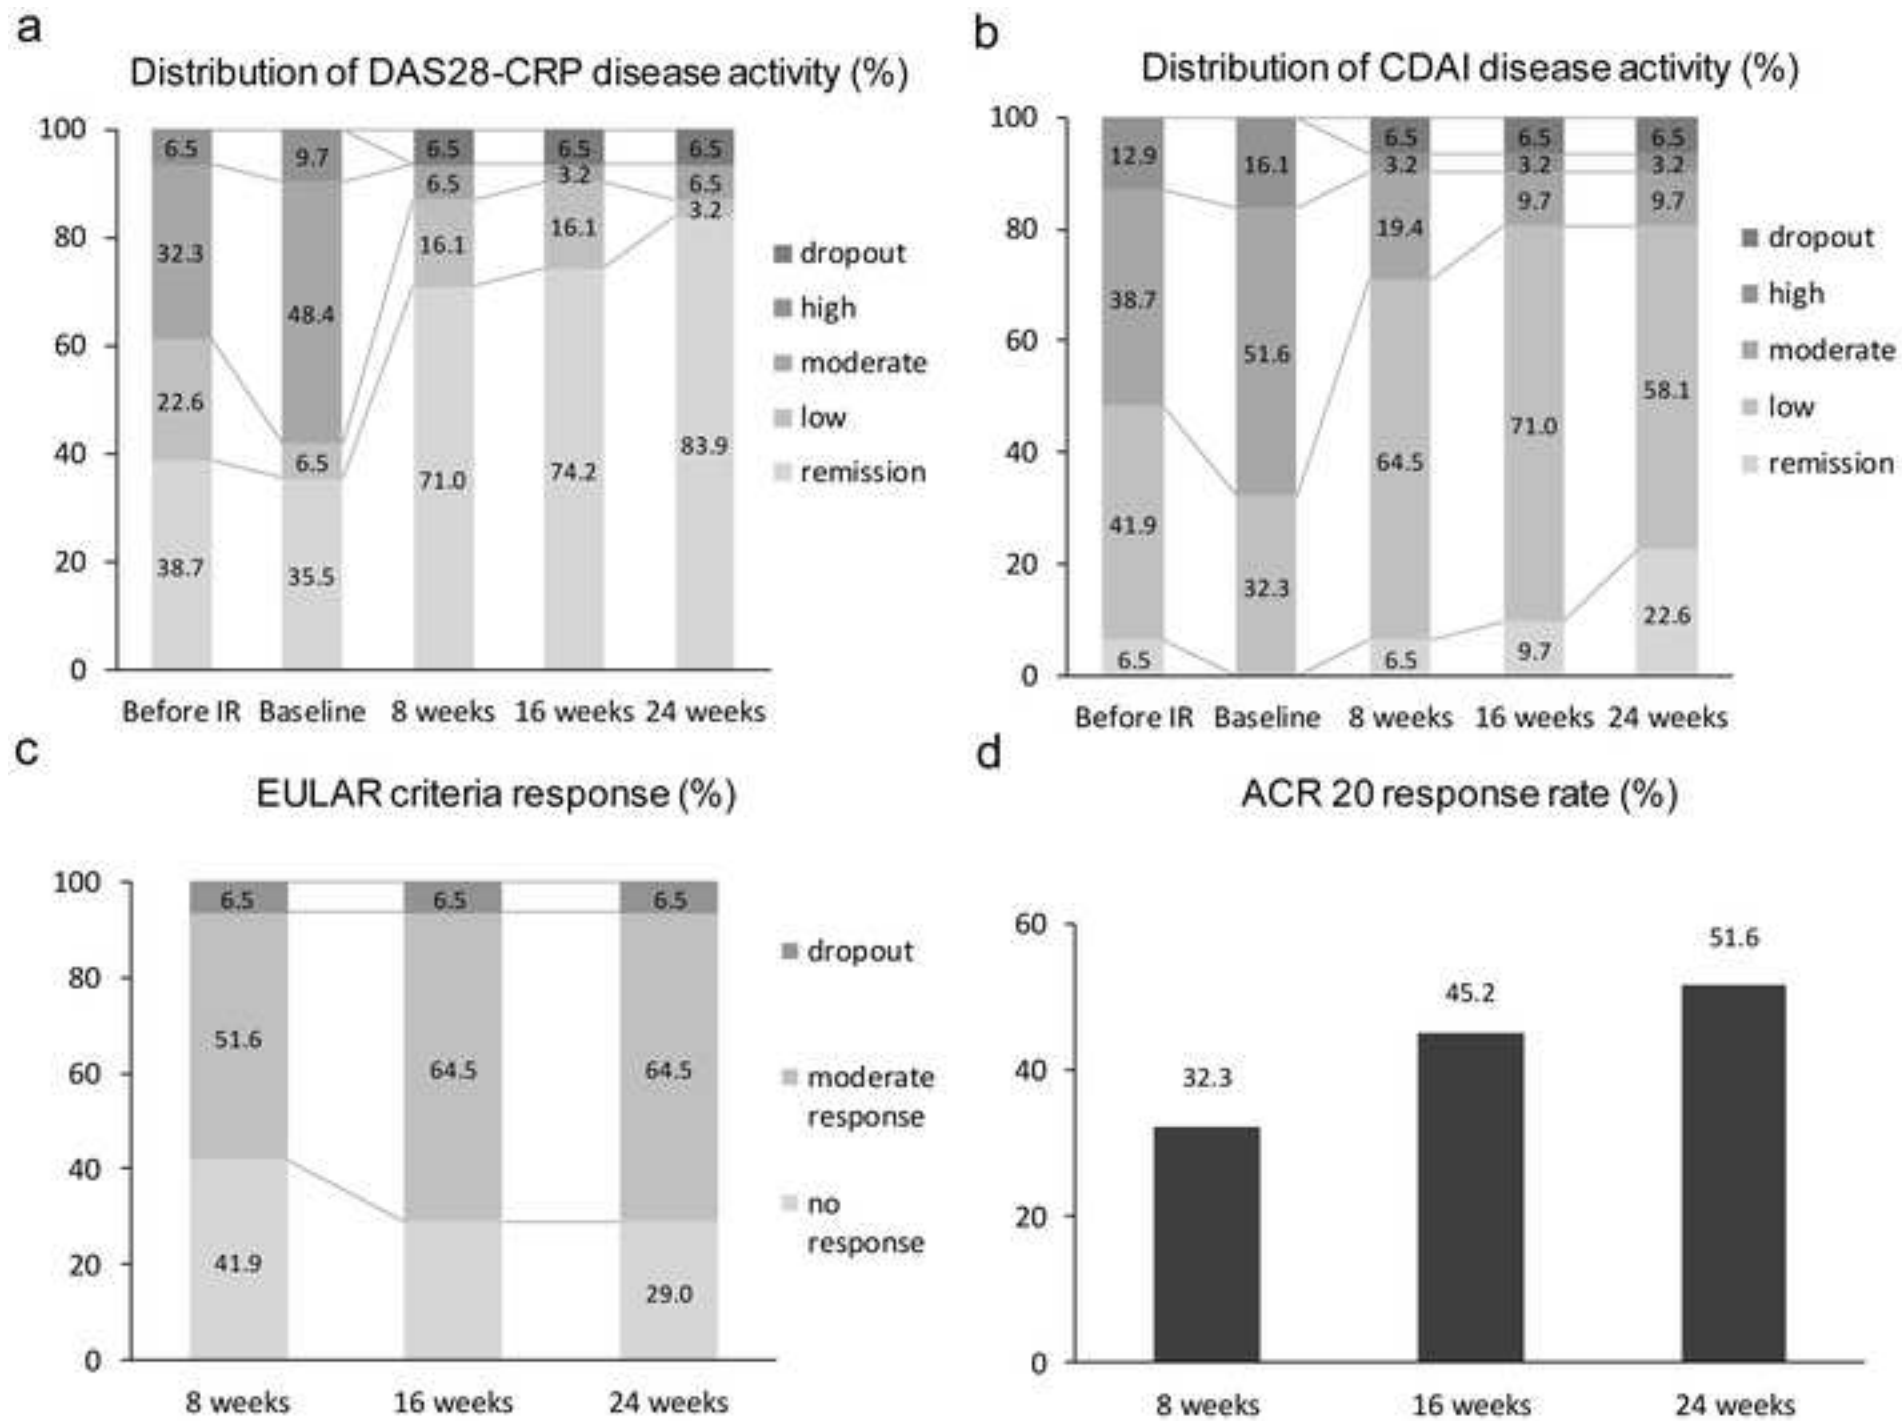 a
Distribution of DAS28-CRP disease activity (%)
100
80
60
40
20
0
6.5
32.3
22.6
38.7
9.7
48.4
6.5
35.5
6.5
6.5
16.1
71.0
6.5
3.2
16.1
74.2
6.5
6.5
3.2
83.9
dropout
high
moderate
low
remission
Before IR Baseline 8 weeks 16 weeks 24 weeks
b
Distribution of CDAI disease activity (%)
100
80
60
40
20
0
12.9
38.7
41.9
6.5
16.1
51.6
32.3
6.5
3.2
19.4
64.5
6.5
6.5
3.2
9.7
71.0
9.7
6.5
3.2
9.7
58.1
22.6
dropout
high
moderate
low
remission
Before IR Baseline 8 weeks 16 weeks 24 weeks
c
EULAR criteria response (%)
100
80
60
40
20
0
6.5
51.6
41.9
6.5
64.5
6.5
64.5
29.0
dropout
moderate
response
no
response
8 weeks 16 weeks 24 weeks
d
ACR 20 response rate (%)
60
40
20
0
32.3
45.2
51.6
8 weeks 16 weeks 24 weeks